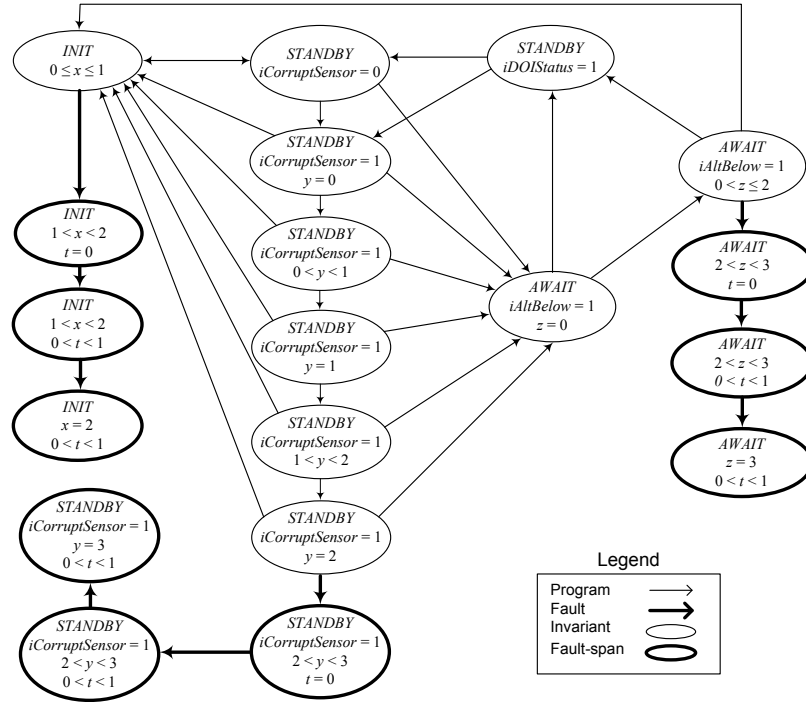 INIT
0 ≤ x ≤ 1
STANDBY
iCorruptSensor = 0
STANDBY
iDOIStatus = 1
STANDBY
iCorruptSensor = 1
y = 0
AWAIT
iAltBelow = 1
0 < z ≤ 2
INIT
1 < x < 2
t = 0
STANDBY
iCorruptSensor = 1
0 < y < 1
AWAIT
2 < z < 3
t = 0
INIT
1 < x < 2
0 < t < 1
STANDBY
iCorruptSensor = 1
y = 1
AWAIT
iAltBelow = 1
z = 0
AWAIT
2 < z < 3
0 < t < 1
INIT
x = 2
0 < t < 1
STANDBY
iCorruptSensor = 1
1 < y < 2
AWAIT
z = 3
0 < t < 1
STANDBY
iCorruptSensor = 1
y = 3
0 < t < 1
STANDBY
iCorruptSensor = 1
y = 2
STANDBY
iCorruptSensor = 1
2 < y < 3
0 < t < 1
STANDBY
iCorruptSensor = 1
2 < y < 3
t = 0
Legend
Program
Fault
Invariant
Fault-span